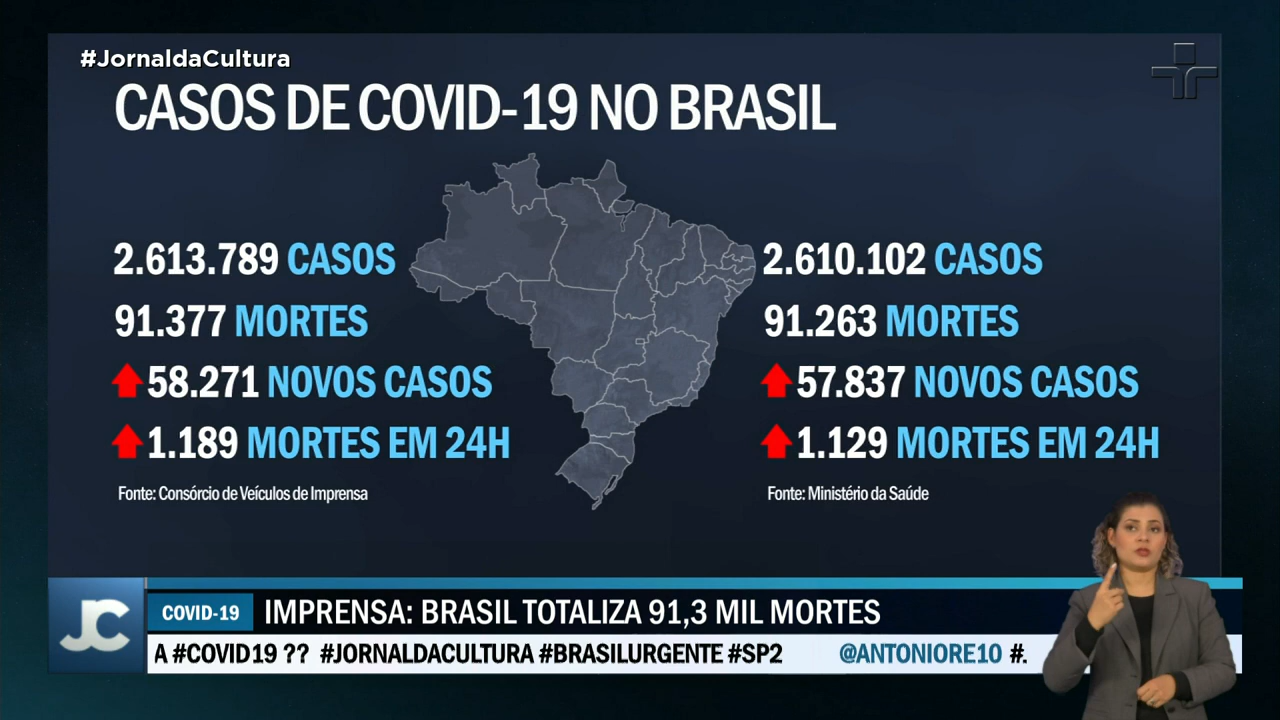 #JornaldaCultura
CASOS DE COVID-19 NO BRASIL
2.613.789 CASOS
91.377 MORTES
58.271 NOVOS CASOS
1.189 MORTES EM 24H
Fonte: Consórcio de Veículos de Imprensa
2.610.102 CASOS
91.263 MORTES
57.837 NOVOS CASOS
1.129 MORTES EM 24H
Fonte: Ministério da Saúde
JC
COVID-19 IMPRENSA: BRASIL TOTALIZA 91,3 MIL MORTES
A #COVID19 ?? #JORNALDACULTURA #BRASILURGENTE #SP2 @ANTONIORE10 #.